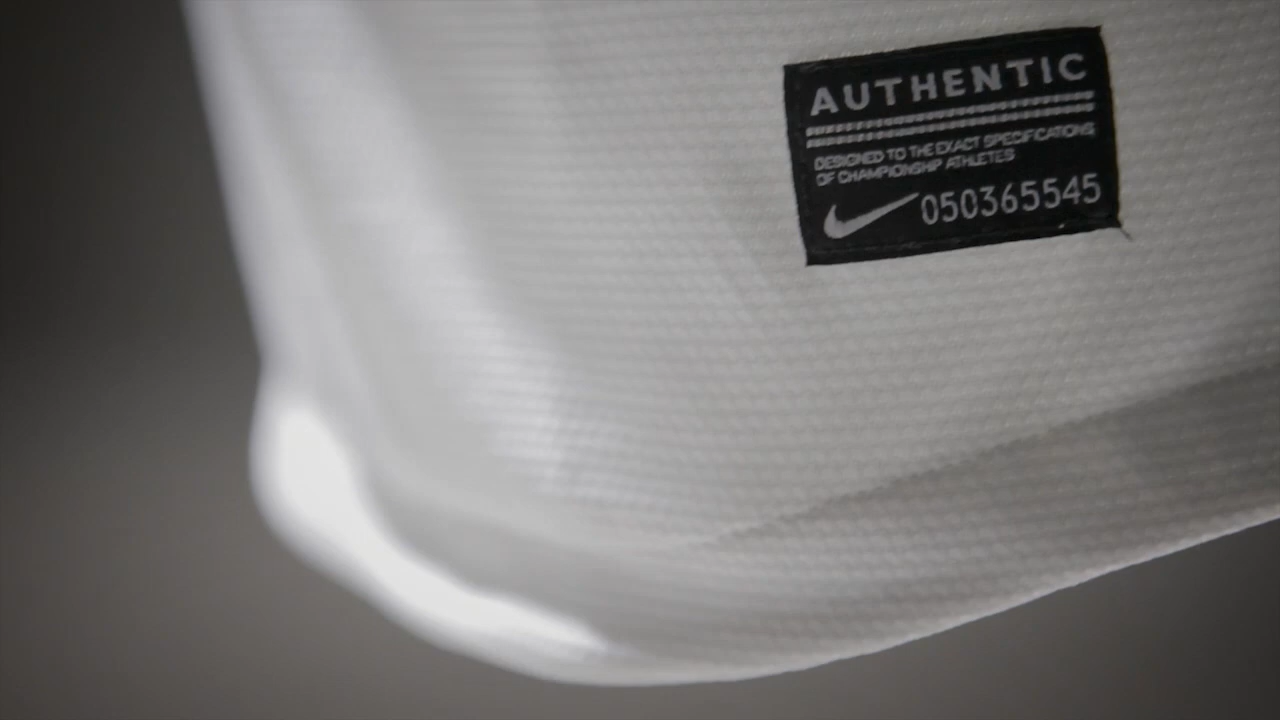 AUTHENTIC
DESIGNED TO THE EXACT SPECIFICATIONS
OF CHAMPIONSHIP ATHLETES
050365545